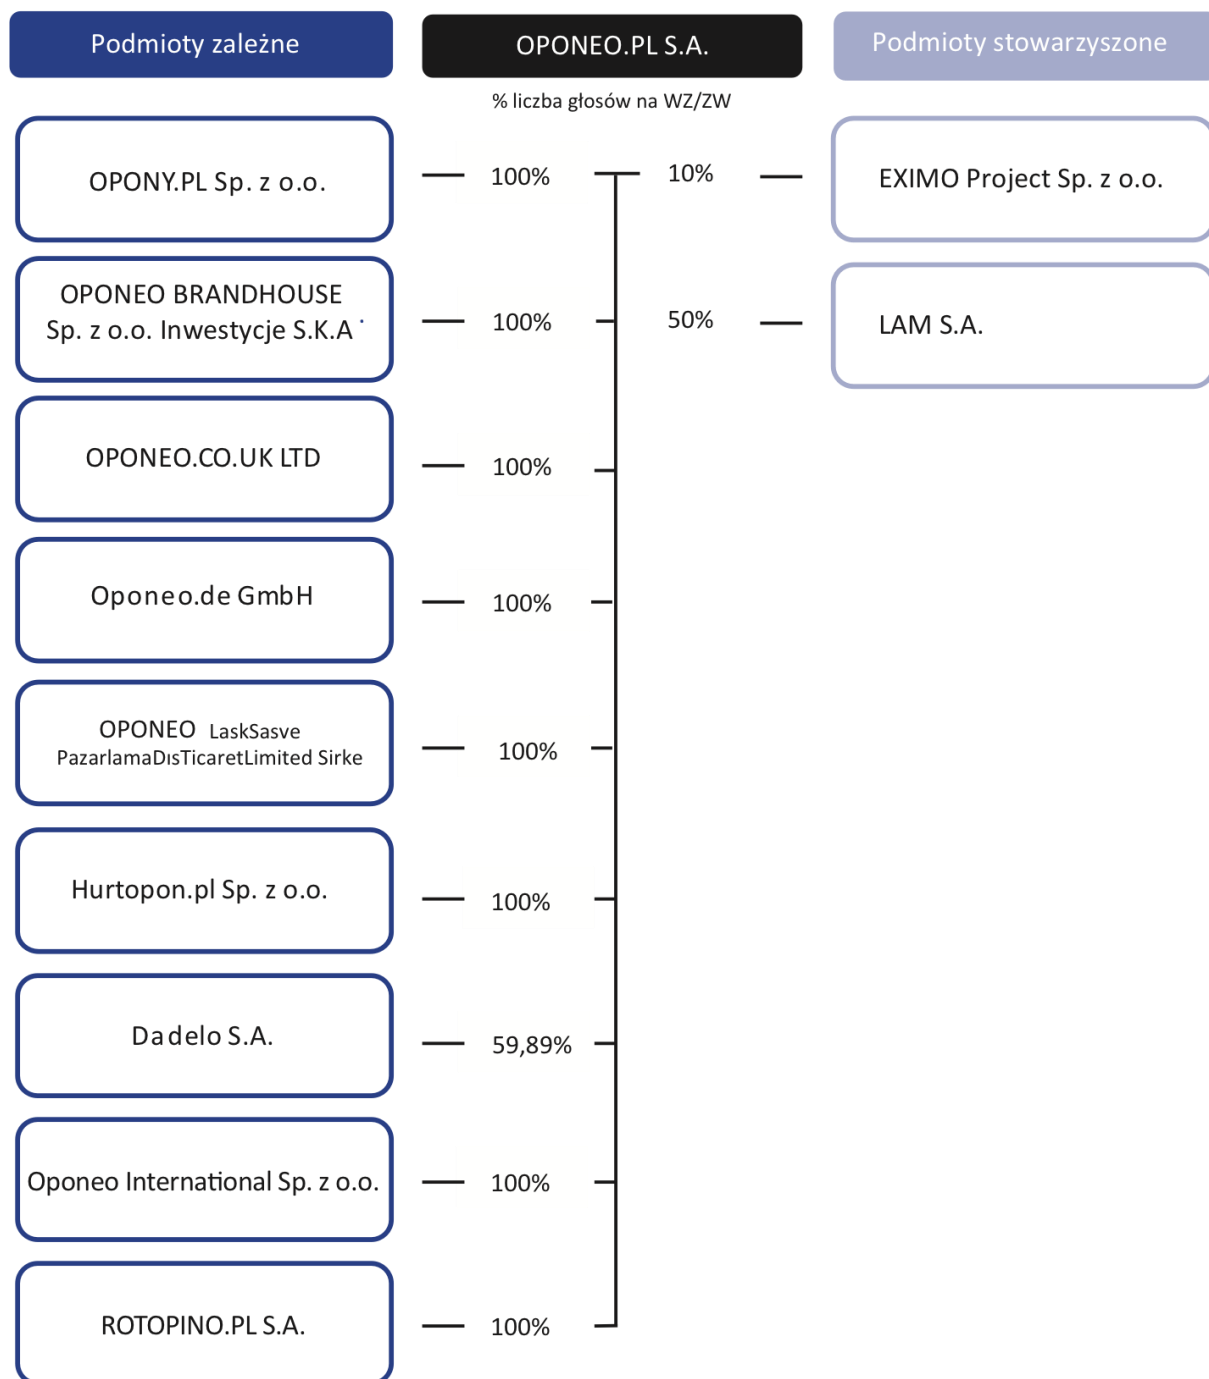 Podmioty zależne
OPONEO.PL S.A.
Podmioty stowarzyszone
% liczba głosów na WZ/ZW
OPONY.PL Sp. z o.o.
100%
10%
EXIMO Project Sp. z o.o.
OPONEO BRANDHOUSE
Sp. z o.o. Inwestycje S.K.A
100%
50%
LAM S.A.
OPONEO.CO.UK LTD
100%
Oponeo.de GmbH
100%
OPONEO LaskSasve
PazarlamaDısTicaretLimited Sirke
100%
Hurtopon.pl Sp. z o.o.
100%
Dadelo S.A.
59,89%
Oponeo International Sp. z o.o.
100%
ROTOPINO.PL S.A.
100%